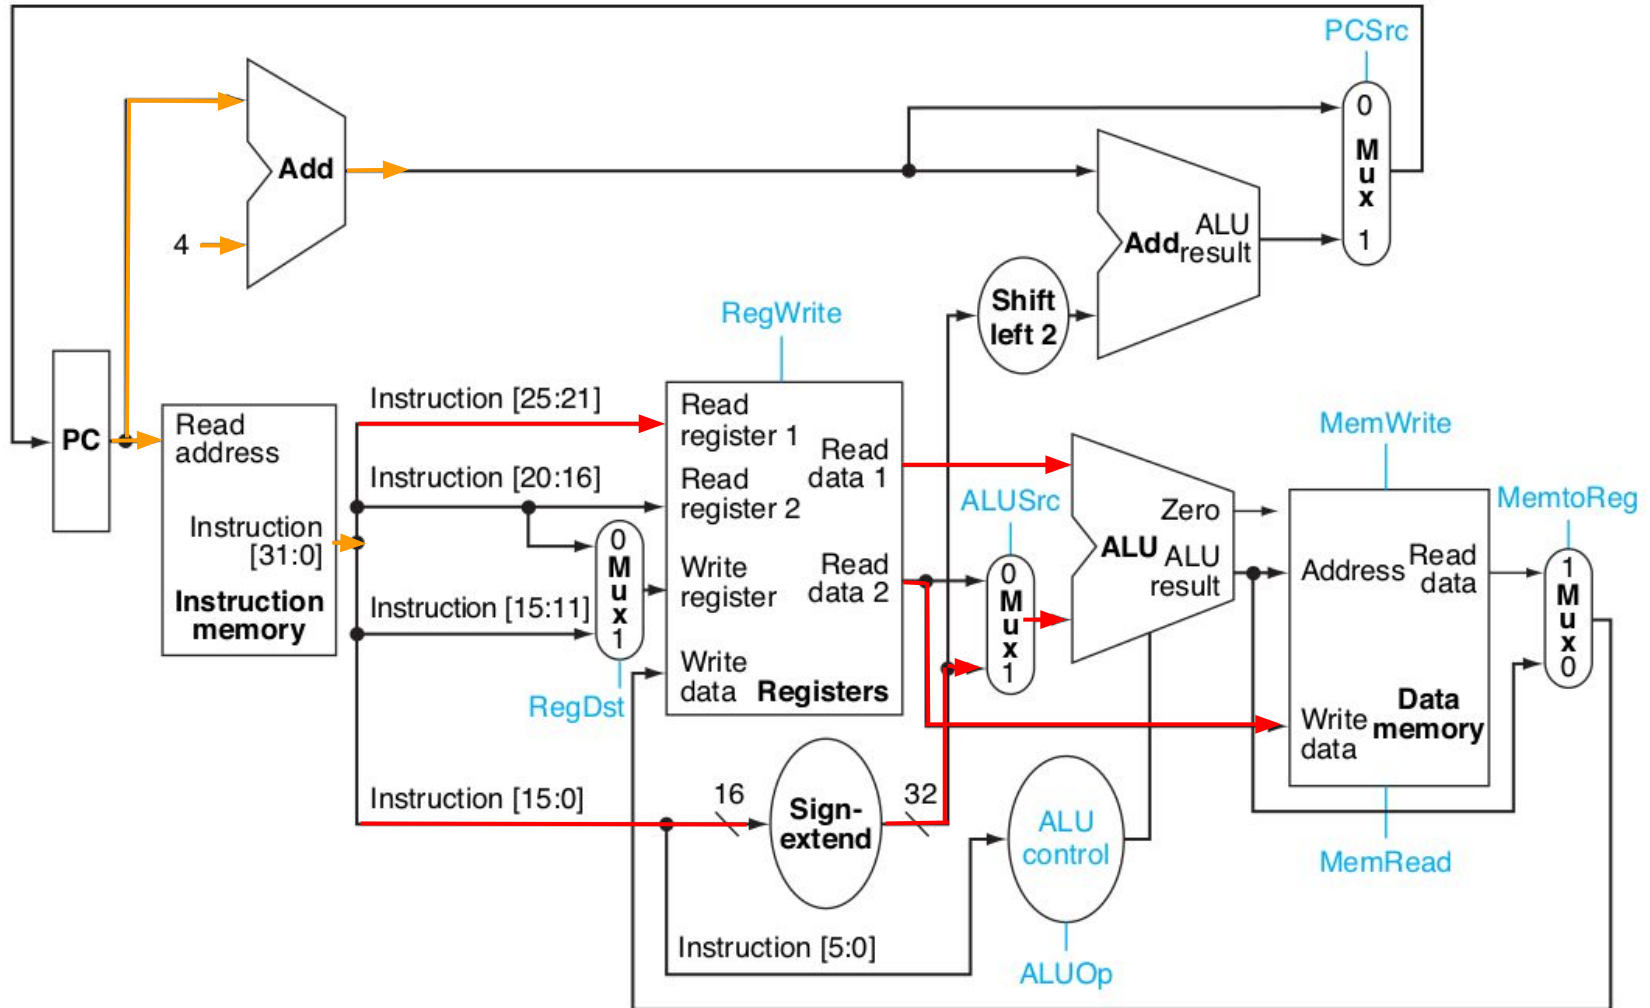 PCSrc
0
M
u
x
1
Add
4
Add
ALU
result
Shift
left 2
RegWrite
PC
Read
address
Instruction
[31:0]
Instruction
memory
Instruction [25:21]
Instruction [20:16]
Instruction [15:11]
0
M
u
x
1
RegDst
Read
register 1
Read
register 2
Write
register
Write
data
Read
data 1
Read
data 2
Registers
ALUSrc
0
M
u
x
1
Zero
ALU
ALU
result
MemWrite
Address
Read
data
Write
data
Data
memory
MemRead
MemtoReg
1
M
u
x
0
Instruction [15:0]
16
Sign-
extend
32
ALU
control
Instruction [5:0]
ALUOp